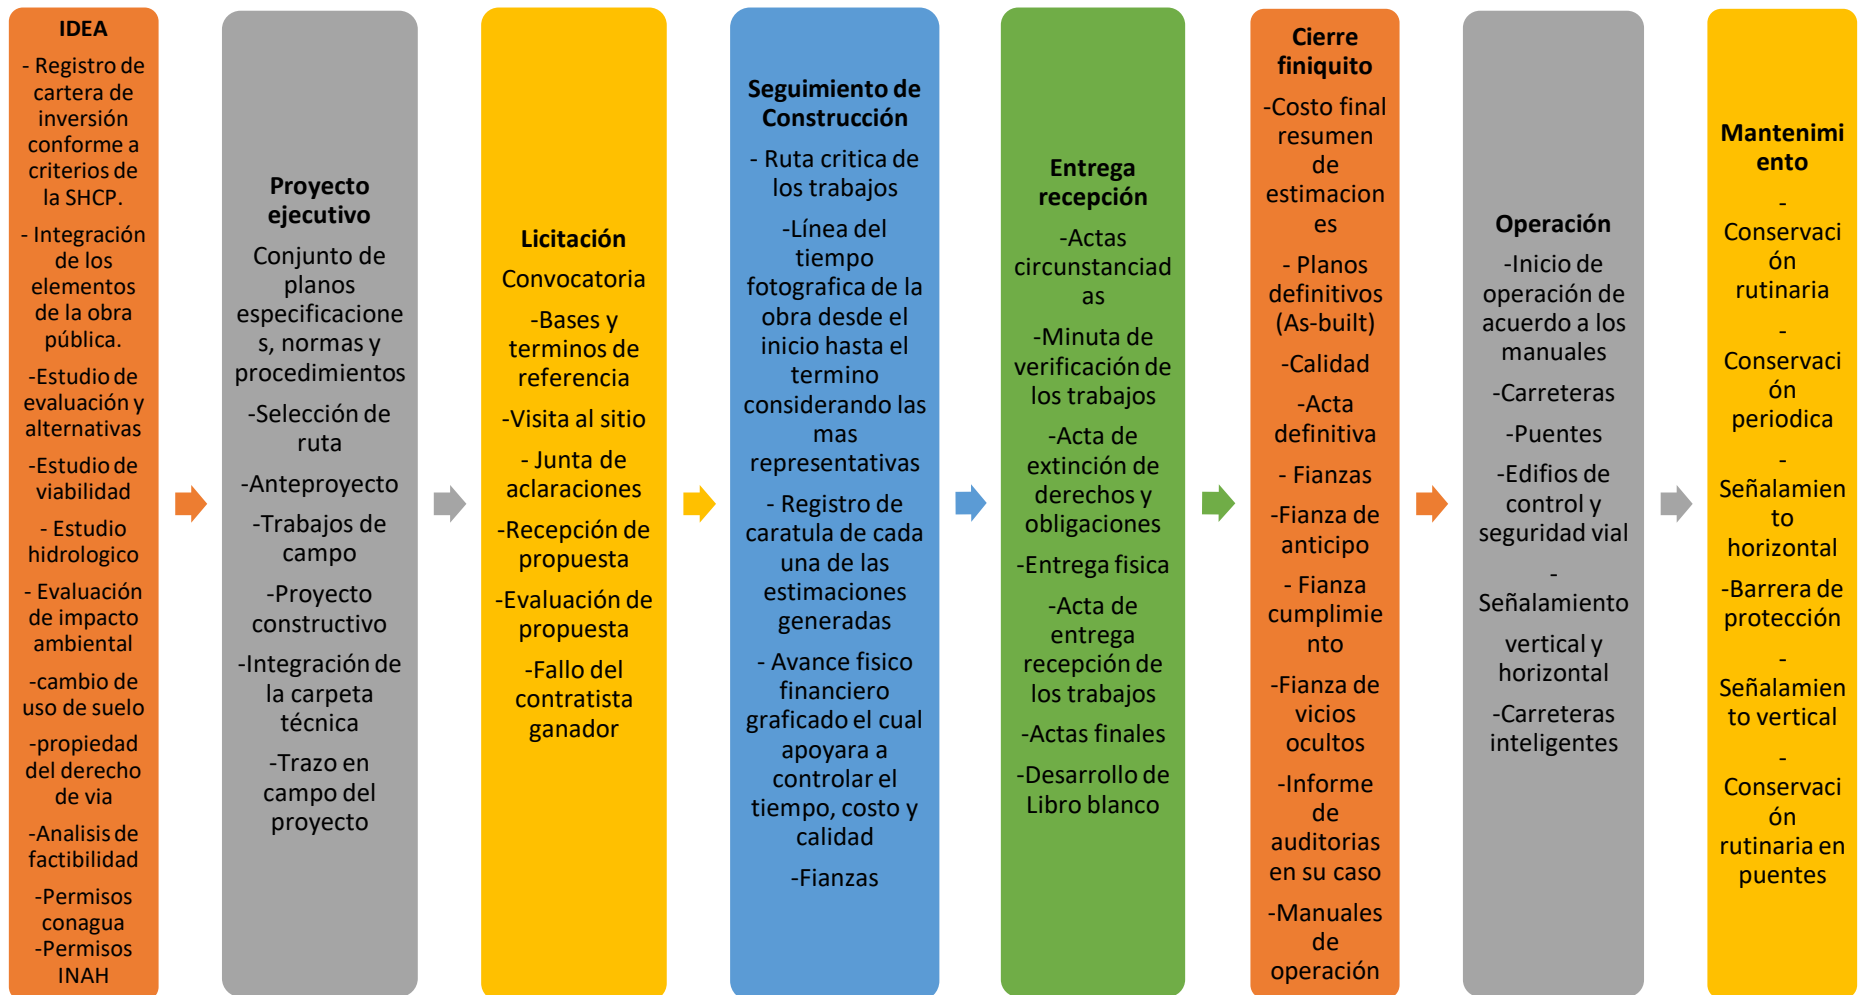 IDEA
- Registro de
cartera de
inversión
conforme a
criterios de
la SHCP.
- Integración
de los
elementos
de la obra
pública.
-Estudio de
evaluación y
alternativas
-Estudio de
viabilidad
- Estudio
hidrologico
- Evaluación
de impacto
ambiental
-cambio de
uso de suelo
-propiedad
del derecho
de via
-Analisis de
factibilidad
-Permisos
conagua
-Permisos
INAH
Proyecto
ejecutivo
Conjunto de
planos
especificacione
s, normas y
procedimientos
-Selección de
ruta
-Anteproyecto
-Trabajos de
campo
-Proyecto
constructivo
-Integración de
la carpeta
técnica
-Trazo en
campo del
proyecto
Licitación
Convocatoria
-Bases y
terminos de
referencia
-Visita al sitio
- Junta de
aclaraciones
-Recepción de
propuesta
-Evaluación de
propuesta
-Fallo del
contratista
ganador
Seguimiento de
Construcción
- Ruta critica de
los trabajos
-Línea del
tiempo
fotografica de la
obra desde el
inicio hasta el
termino
considerando las
mas
representativas
- Registro de
caratula de cada
una de las
estimaciones
generadas
- Avance fisico
financiero
graficado el cual
apoyara a
controlar el
tiempo, costo y
calidad
-Fianzas
Entrega
recepción
-Actas
circunstanciad
as
-Minuta de
verificación de
los trabajos
-Acta de
extinción de
derechos y
obligaciones
-Entrega fisica
-Acta de
entrega
recepción de
los trabajos
-Actas finales
-Desarrollo de
Libro blanco
Cierre
finiquito
-Costo final
resumen
de
estimacion
es
- Planos
definitivos
(As-built)
-Calidad
-Acta
definitiva
- Fianzas
-Fianza de
anticipo
- Fianza
cumplimie
nto
-Fianza de
vicios
ocultos
-Informe
de
auditorias
en su caso
-Manuales
de
operación
Operación
-Inicio de
operación de
acuerdo a los
manuales
-Carreteras
-Puentes
-Edifios de
control y
seguridad vial
-
Señalamiento
vertical y
horizontal
-Carreteras
inteligentes
Mantenimi
ento
-
Conservaci
ón
rutinaria
-
Conservaci
ón
periodica
-
Señalamien
to
horizontal
-Barrera de
protección
-
Señalamien
to vertical
-
Conservaci
ón
rutinaria en
puentes